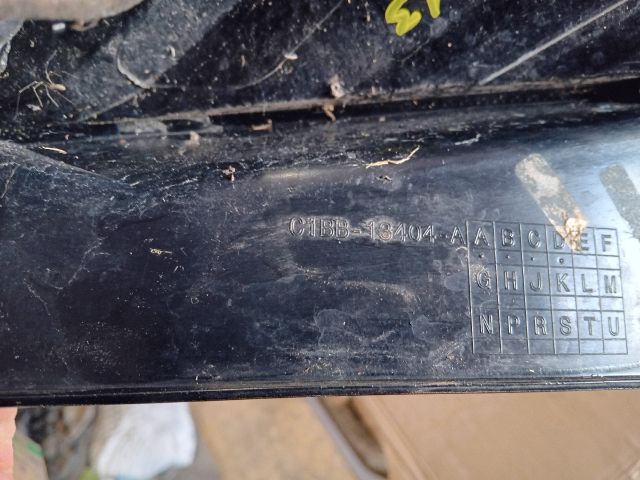 C1BB-13404-A A B C D E F
G H J K L M
N P R S T U